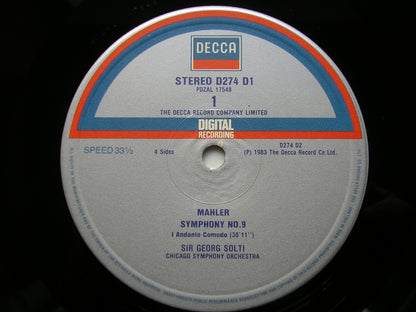 DECCA
STEREO D274 D1
PDZAL 17548
1
THE DECCA RECORD COMPANY LIMITED
DIGITAL
RECORDING
D274 D2
SPEED 33⅓
4 Sides
℗ 1983 The Decca Record Co Ltd.
MAHLER
SYMPHONY NO.9
I Andante Comodo (30'11'')
SIR GEORG SOLTI
CHICAGO SYMPHONY ORCHESTRA